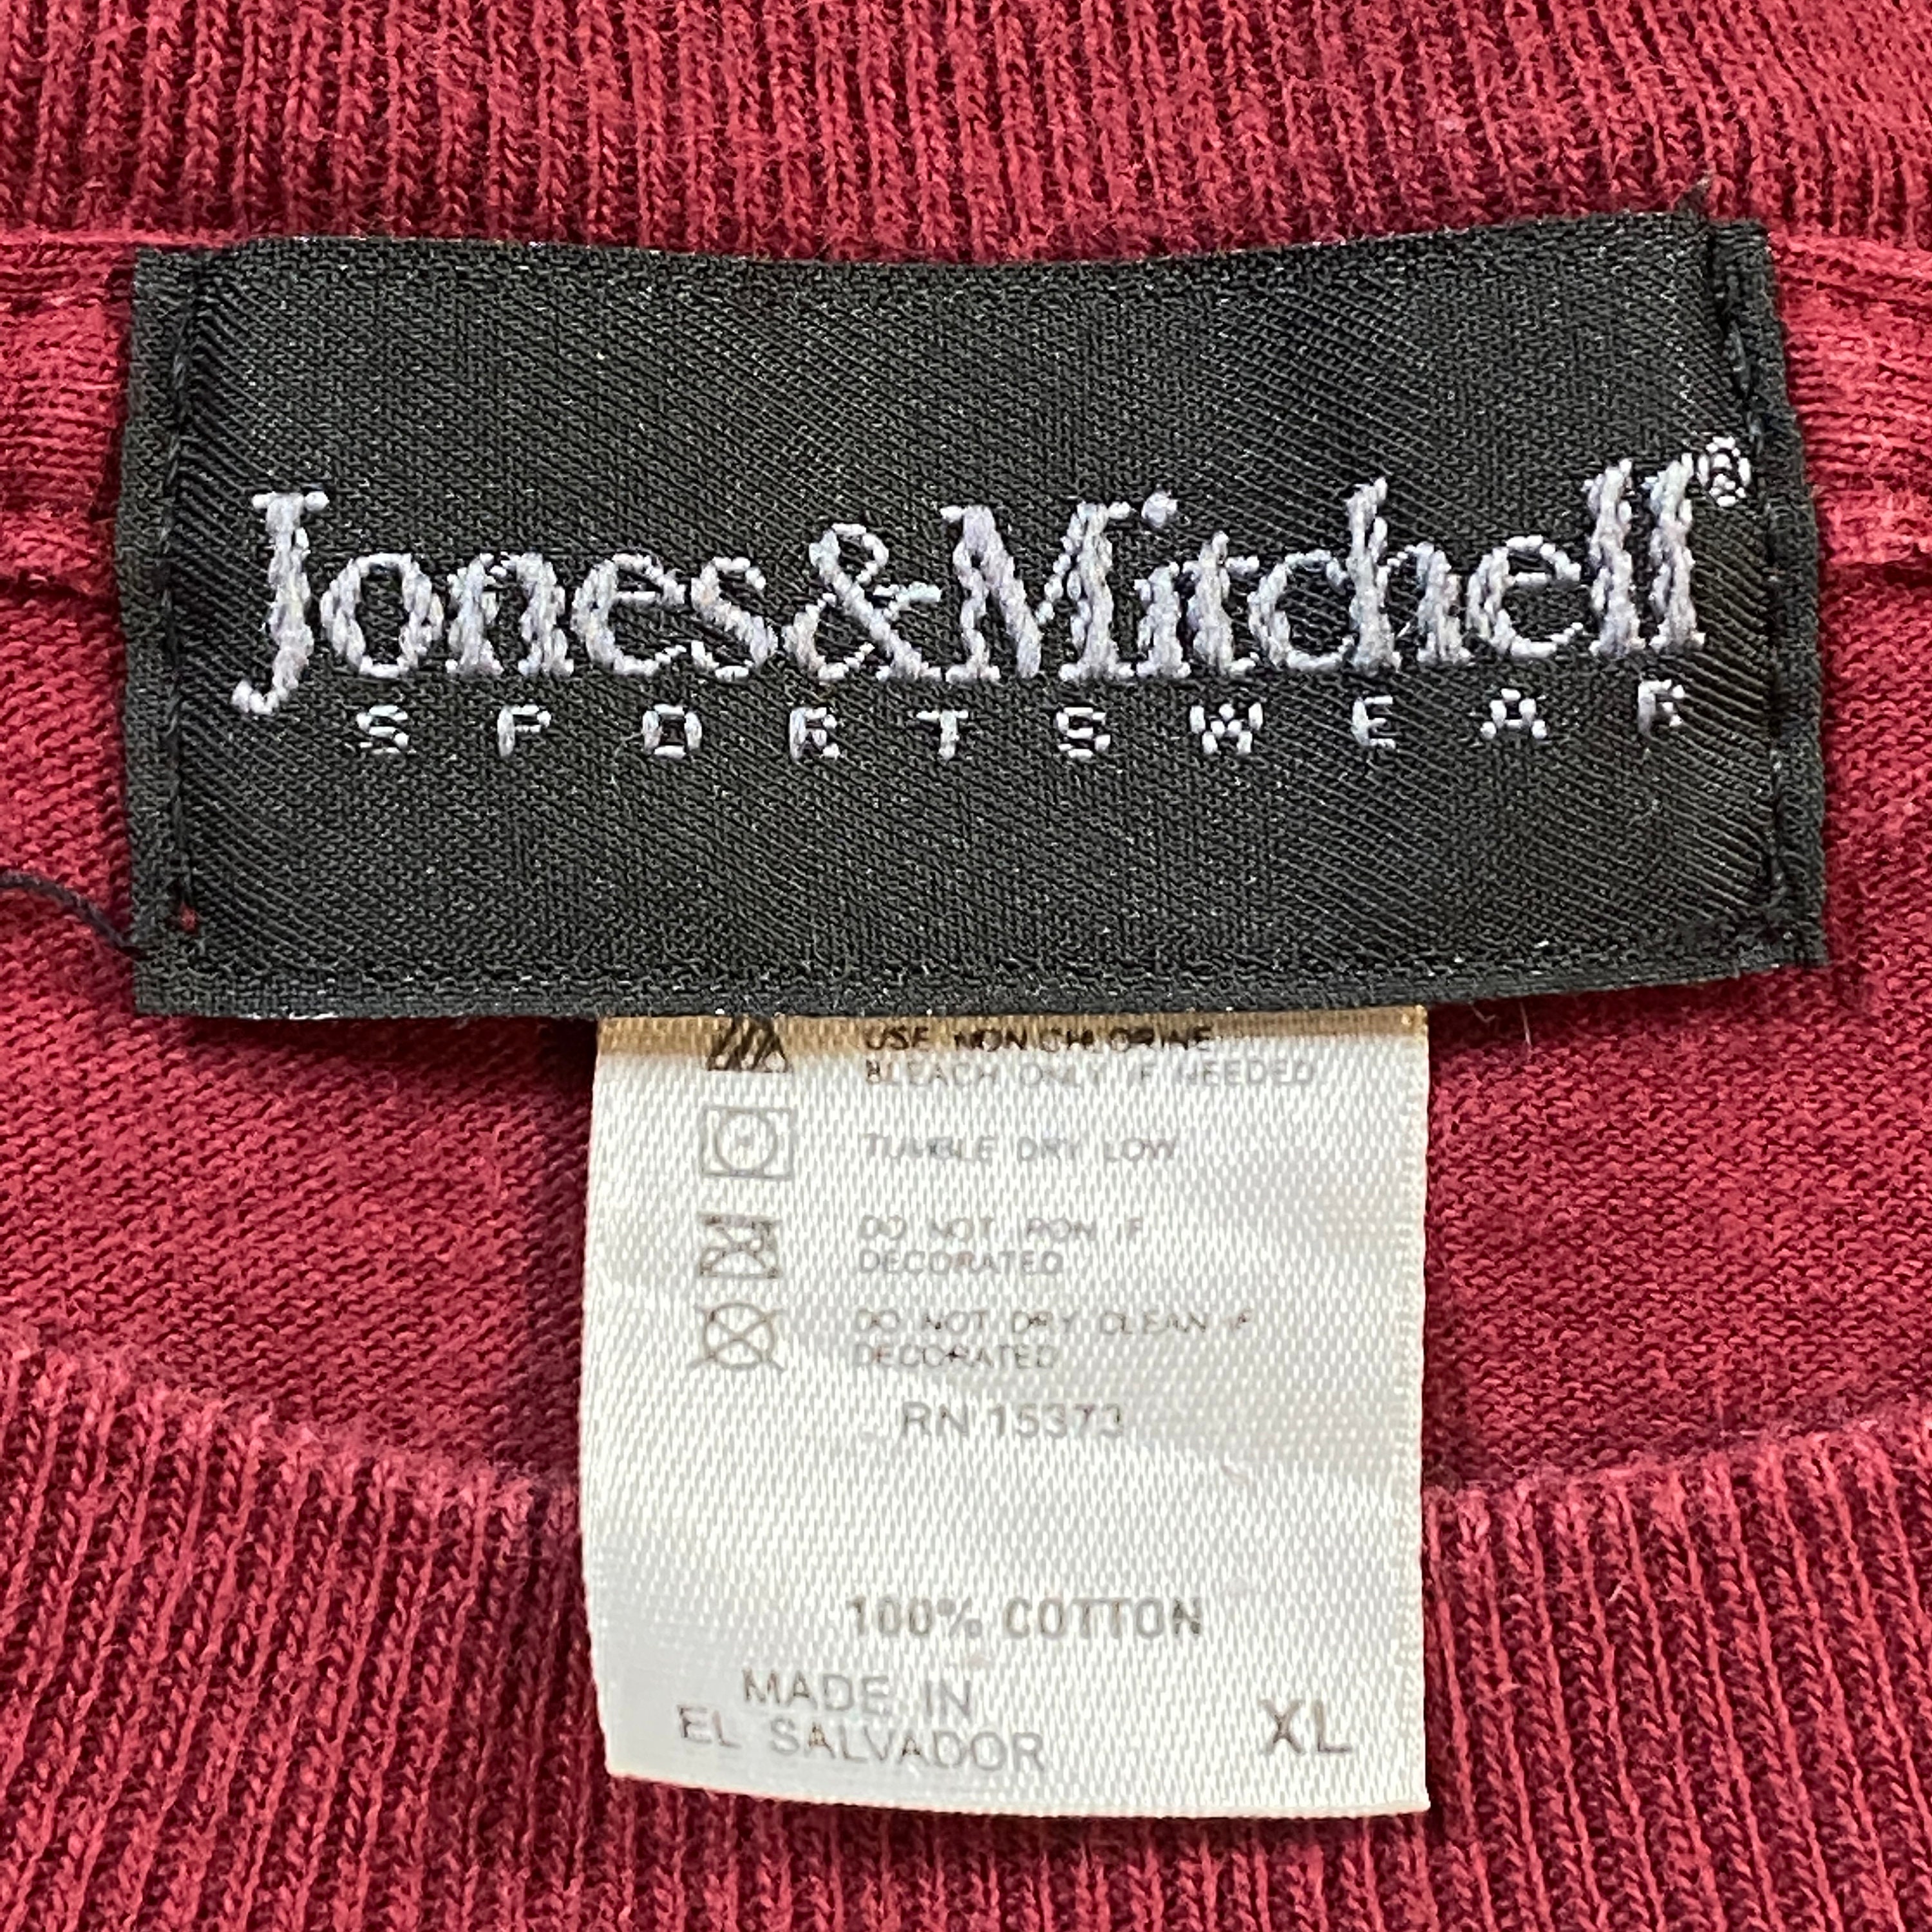 Jones&Mitchell®
SPORTSWEAR
USE NON CHLORINE
BLEACH ONLY IF NEEDED
TUMBLE DRY LOW
DO NOT IRON IF
DECORATED
DO NOT DRY CLEAN IF
DECORATED
RN 15373
100% COTTON
MADE IN
EL SALVADOR
XL